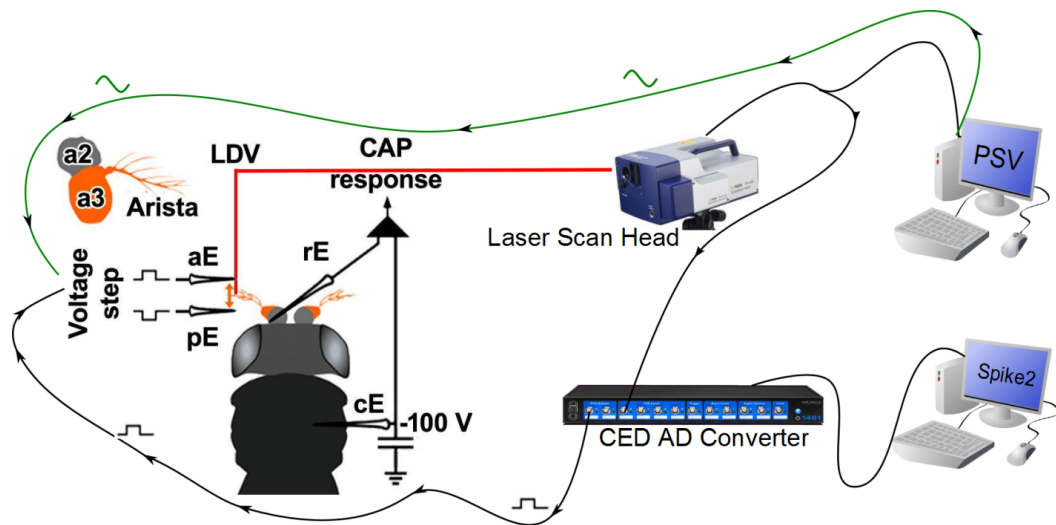 PSV
a2
LDV
CAP
response
a3
Arista
Laser Scan Head
rE
aE
Voltage
step
pE
Spike2
cE
-100 V
1401
CED AD Converter